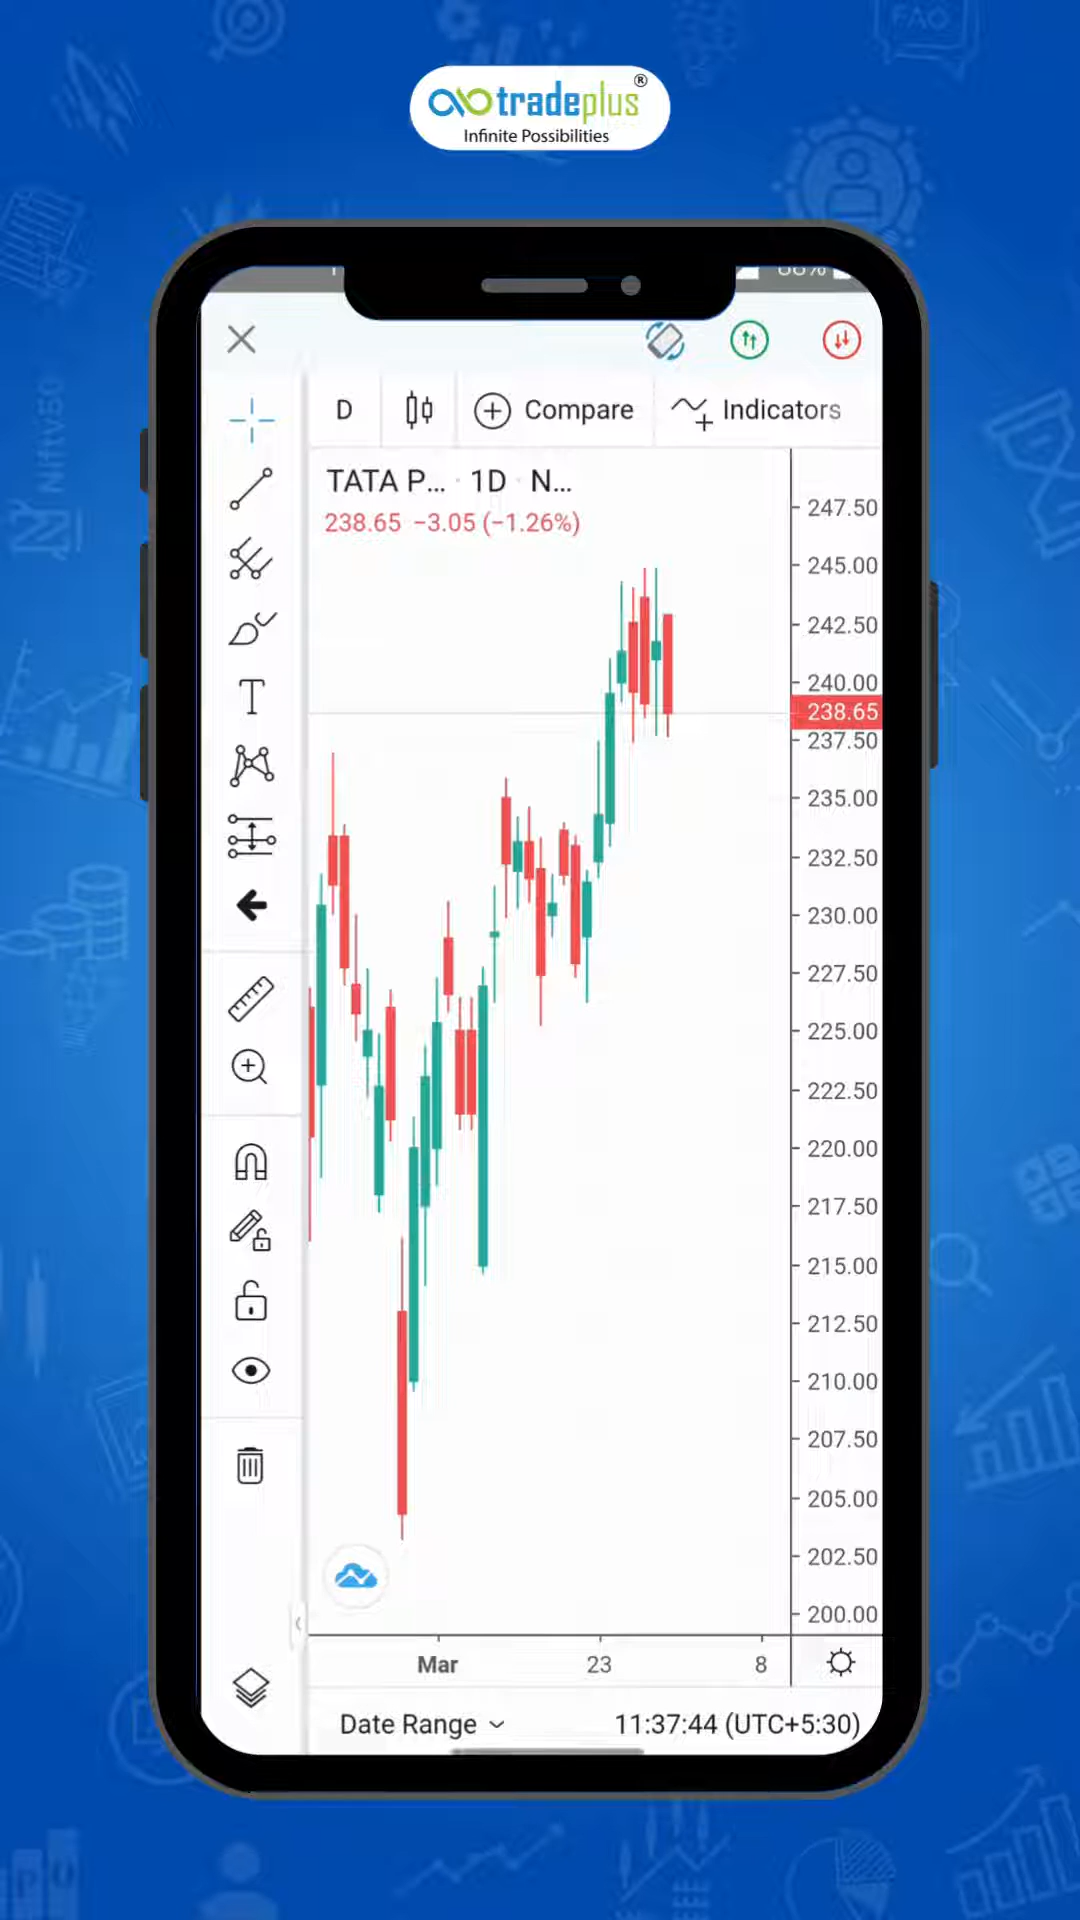 FAQ
tradeplus®
Infinite Possibilities
D
Compare
Indicators
TATA P... · 1D · N...
238.65 −3.05 (−1.26%)
247.50
245.00
242.50
240.00
238.65
237.50
235.00
232.50
230.00
227.50
225.00
222.50
220.00
217.50
215.00
212.50
210.00
207.50
205.00
202.50
200.00
Mar
23
8
Date Range
11:37:44 (UTC+5:30)
Nifty50